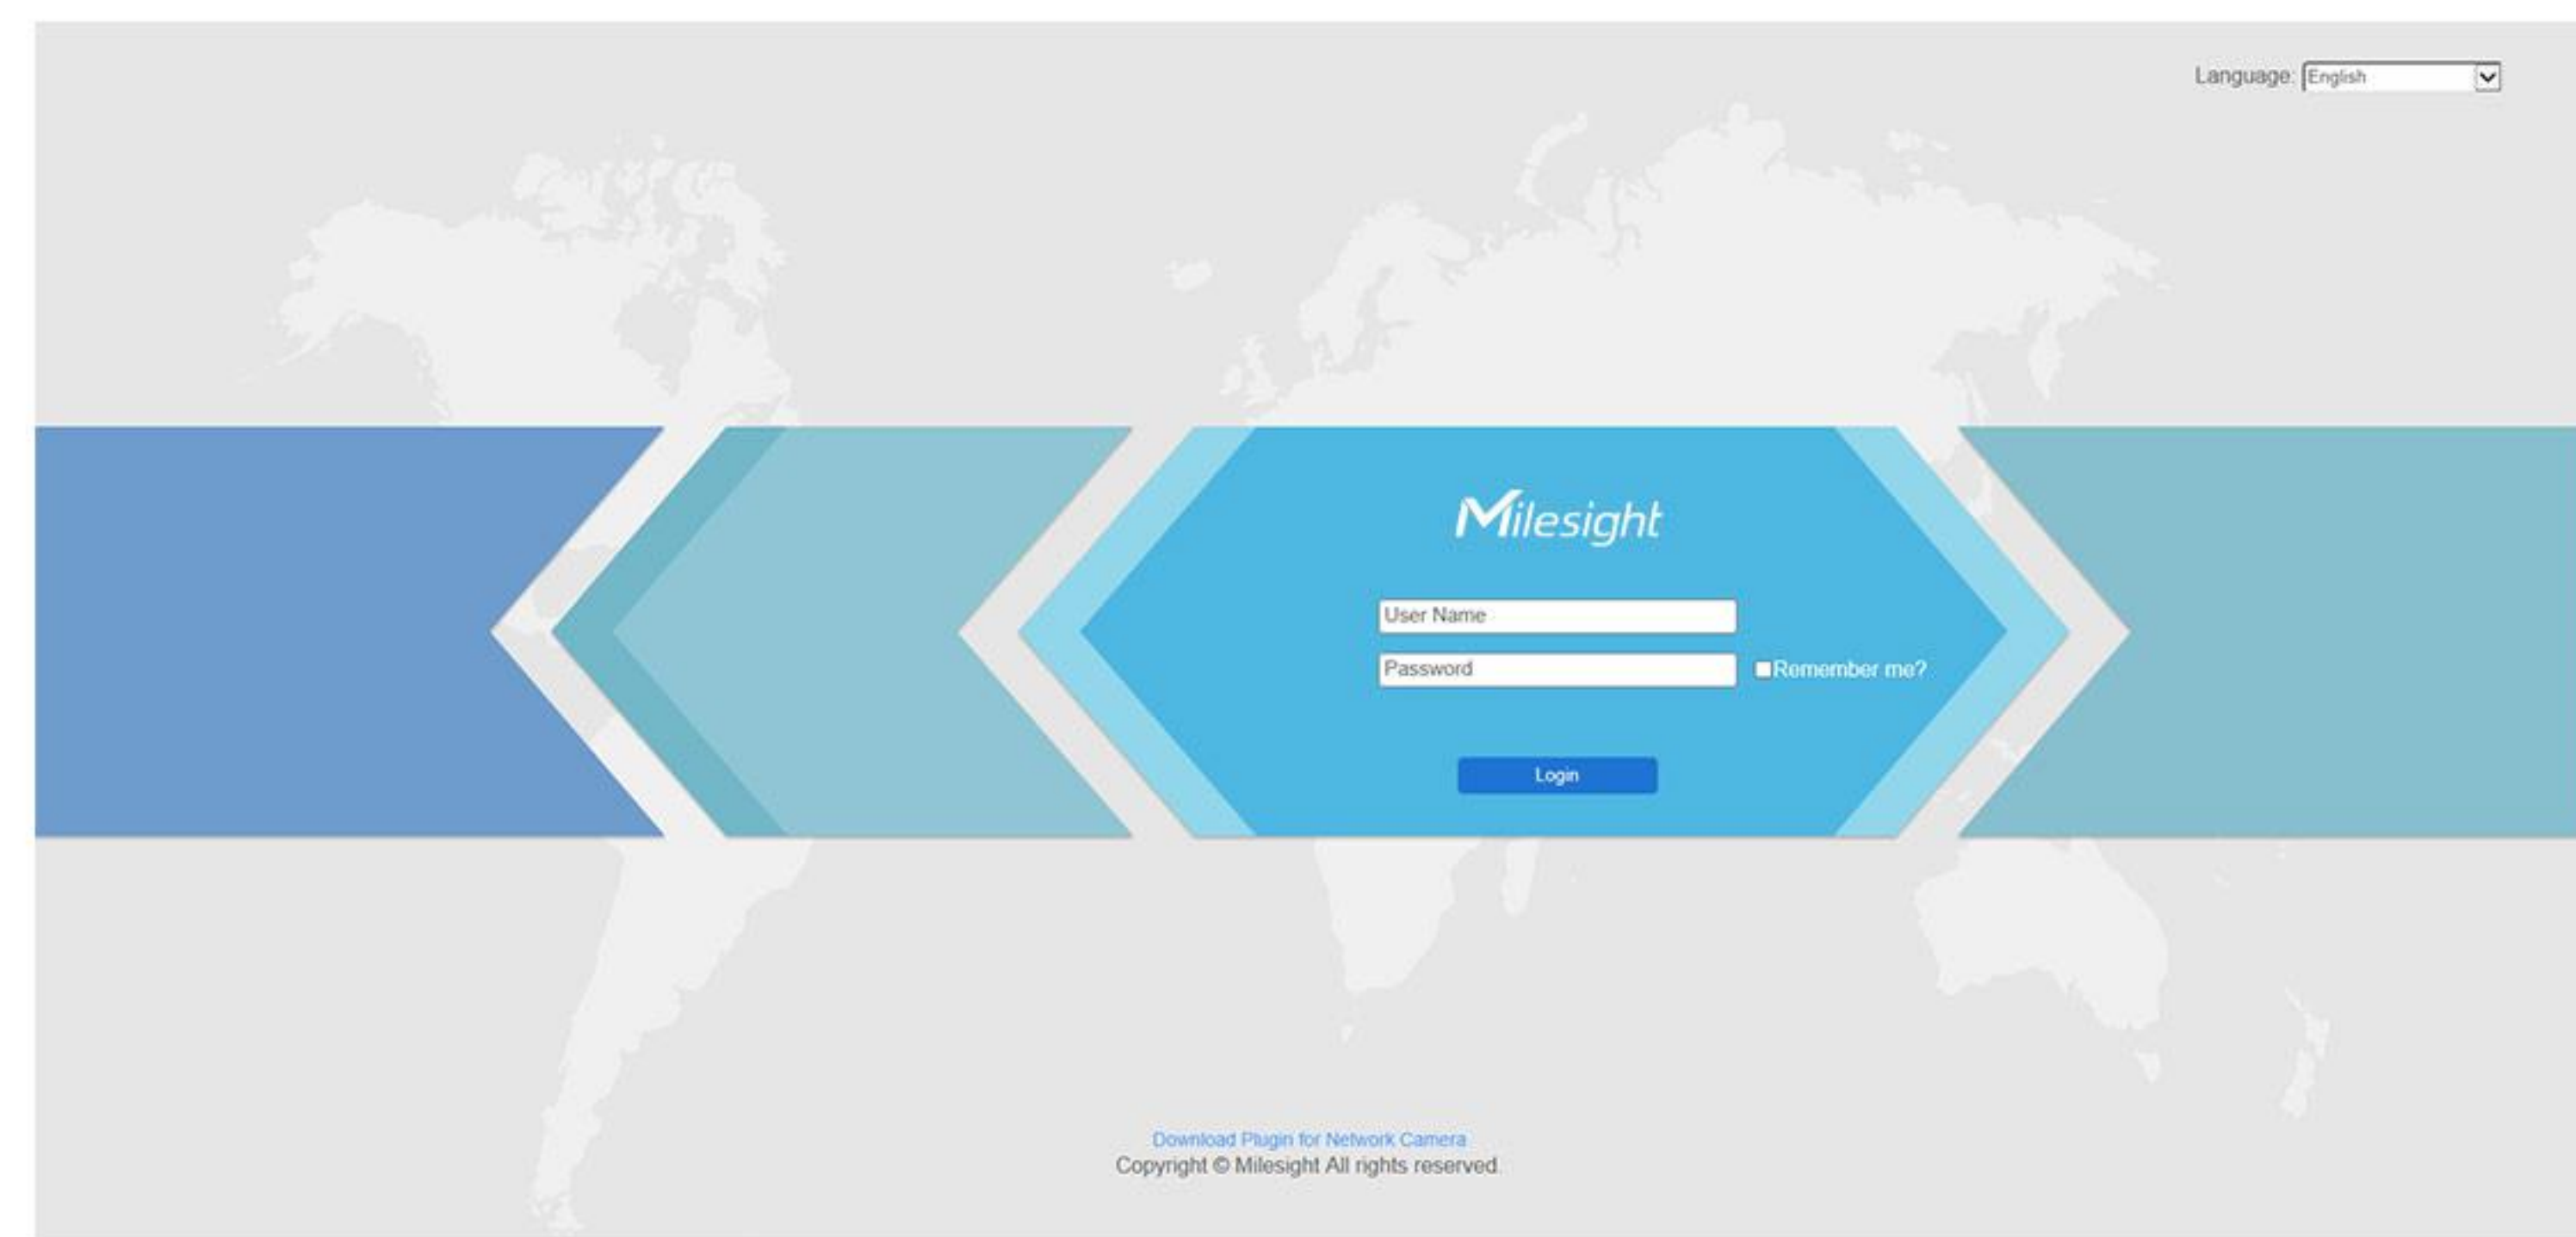 Language: English
Milesight
User Name
Password
Remember me?
Login
Download Plugin for Network Camera
Copyright © Milesight All rights reserved.